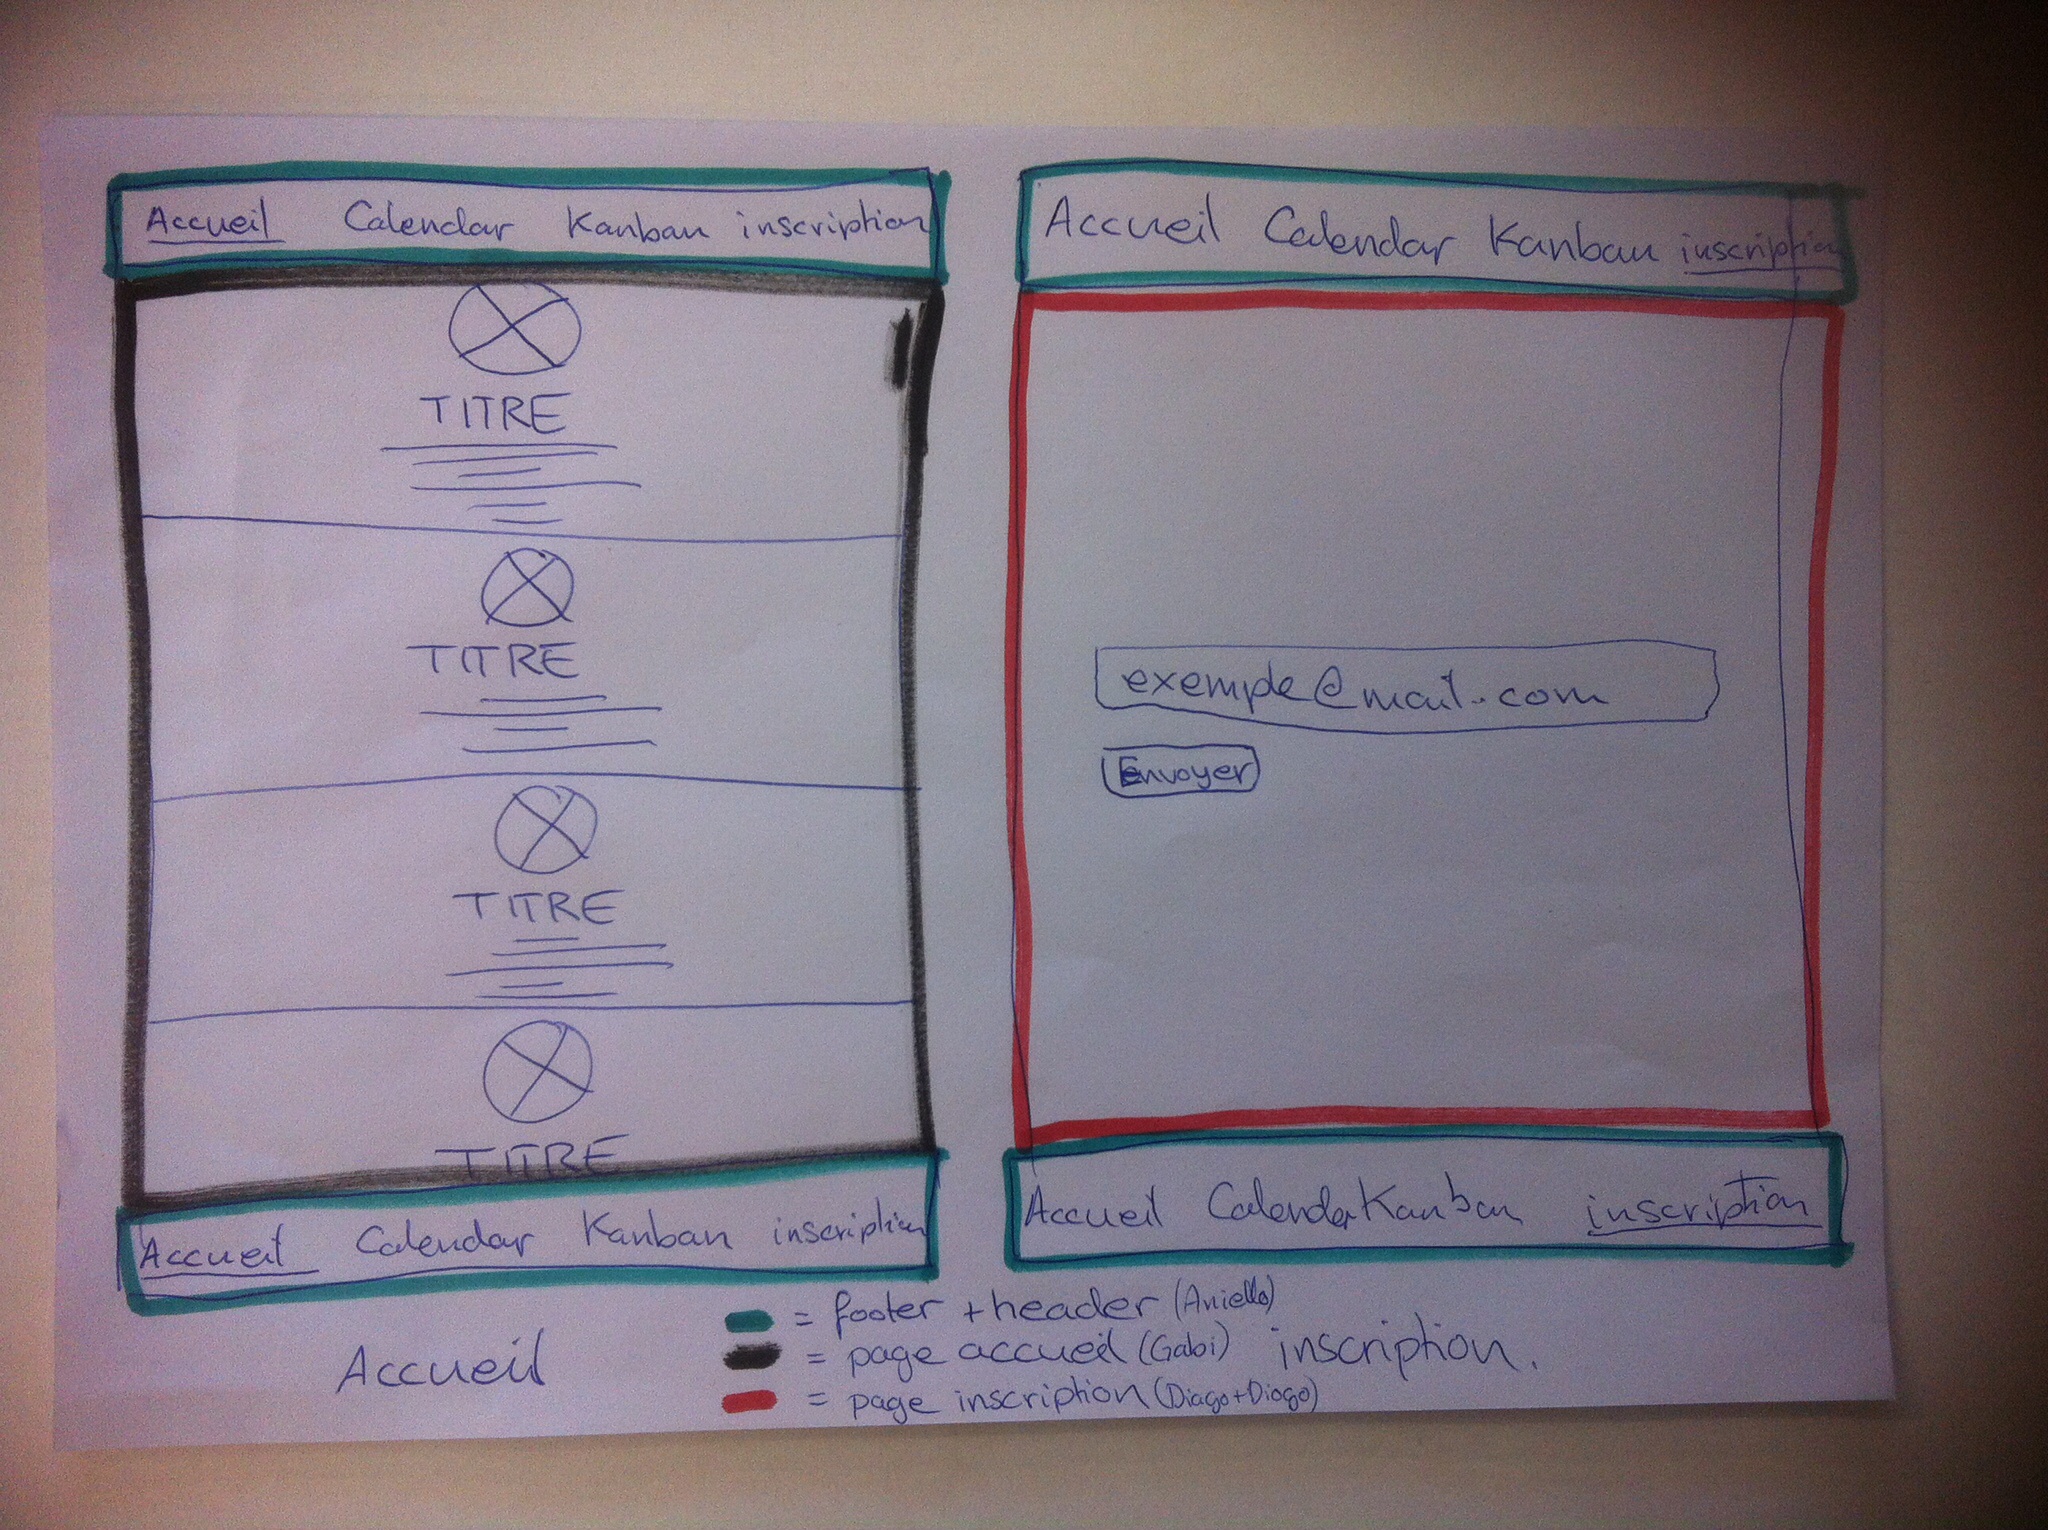 Accueil Calendar Kanban inscription
TITRE
TITRE
TITRE
TITRE
Accueil Calendar Kanban inscription
Accueil
Accueil Calendar Kanban inscription
exemple@mail.com
Envoyer
Accueil Calendar Kanban inscription
inscription.
= footer + header (Aniello)
= page accueil (Gabi)
= page inscription (Diago+Diogo)